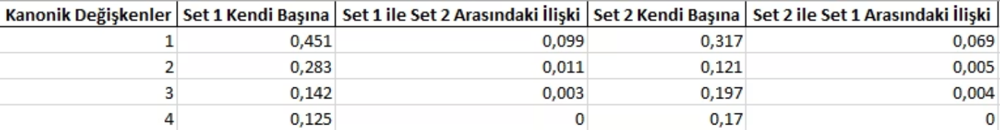 Kanonik Değişkenler Set 1 Kendi Başına Set 1 ile Set 2 Arasındaki İlişki Set 2 Kendi Başına Set 2 ile Set 1 Arasındaki İlişki
1 0,451 0,099 0,317 0,069
2 0,283 0,011 0,121 0,005
3 0,142 0,003 0,197 0,004
4 0,125 0 0,17 0